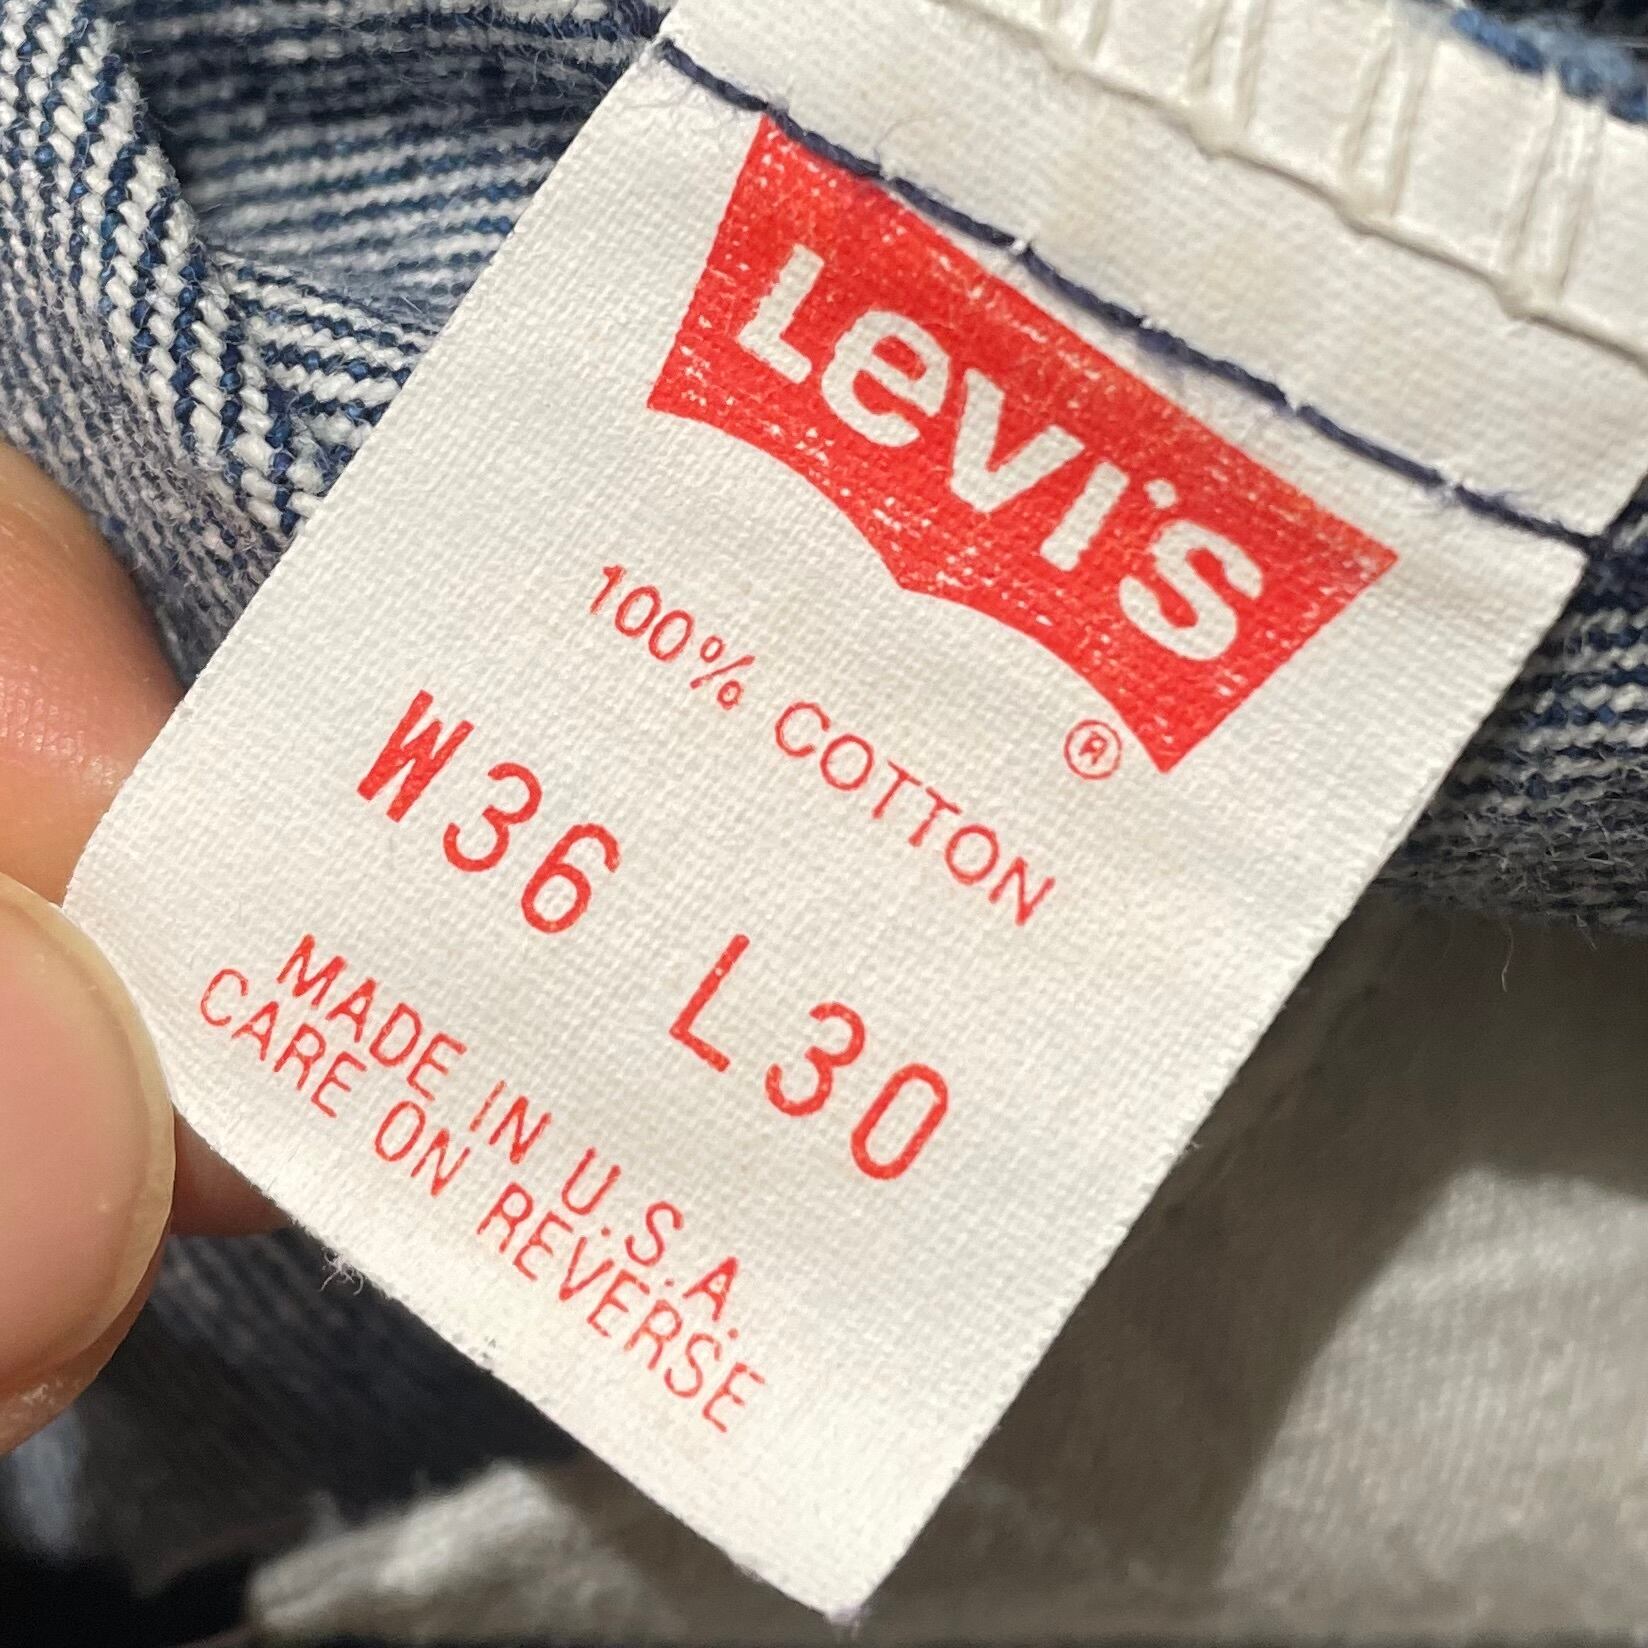 Levi's
®
100% COTTON
W36 L30
MADE IN U.S.A.
CARE ON REVERSE